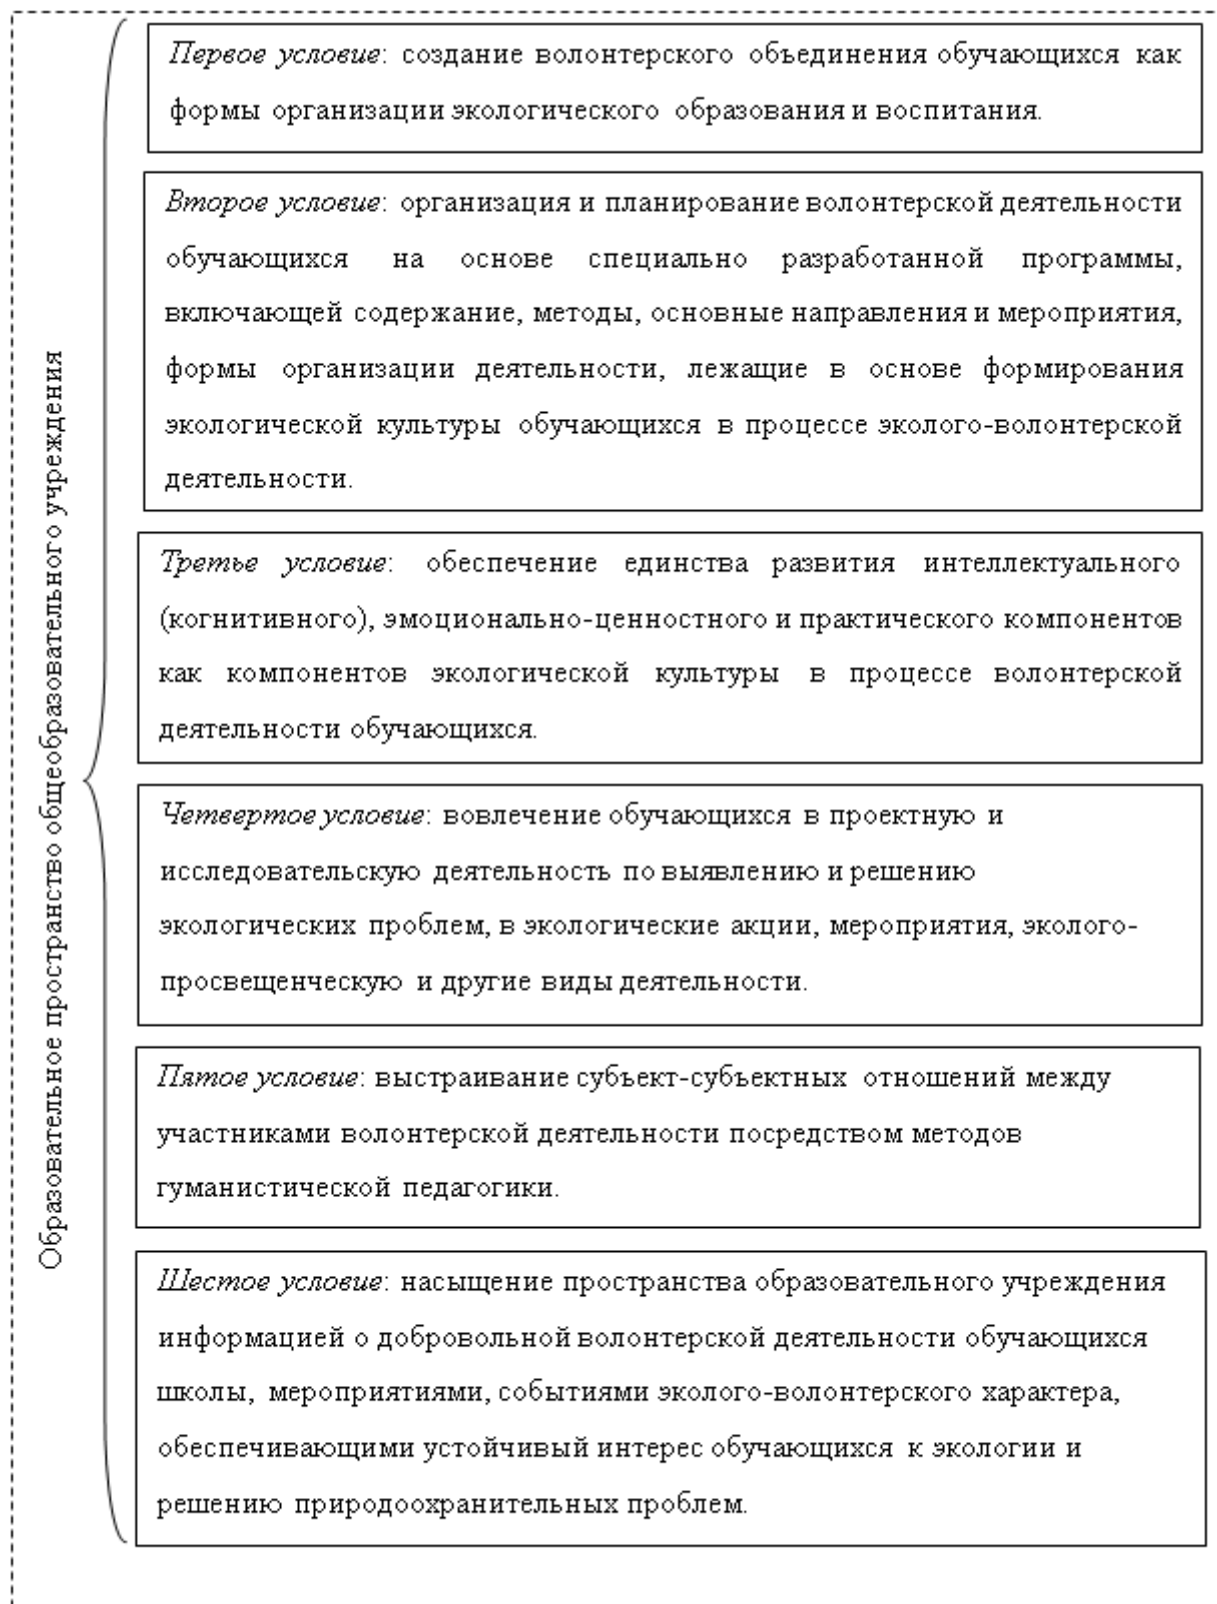 Образовательное пространство общеобразовательного учреждения
Первое условие: создание волонтерского объединения обучающихся как
формы организации экологического образования и воспитания.
Второе условие: организация и планирование волонтерской деятельности
обучающихся на основе специально разработанной программы,
включающей содержание, методы, основные направления и мероприятия,
формы организации деятельности, лежащие в основе формирования
экологической культуры обучающихся в процессе эколого-волонтерской
деятельности.
Третье условие: обеспечение единства развития интеллектуального
(когнитивного), эмоционально-ценностного и практического компонентов
как компонентов экологической культуры в процессе волонтерской
деятельности обучающихся.
Четвертое условие: вовлечение обучающихся в проектную и
исследовательскую деятельность по выявлению и решению
экологических проблем, в экологические акции, мероприятия, эколого-
просвещенческую и другие виды деятельности.
Пятое условие: выстраивание субъект-субъектных отношений между
участниками волонтерской деятельности посредством методов
гуманистической педагогики.
Шестое условие: насыщение пространства образовательного учреждения
информацией о добровольной волонтерской деятельности обучающихся
школы, мероприятиями, событиями эколого-волонтерского характера,
обеспечивающими устойчивый интерес обучающихся к экологии и
решению природоохранительных проблем.